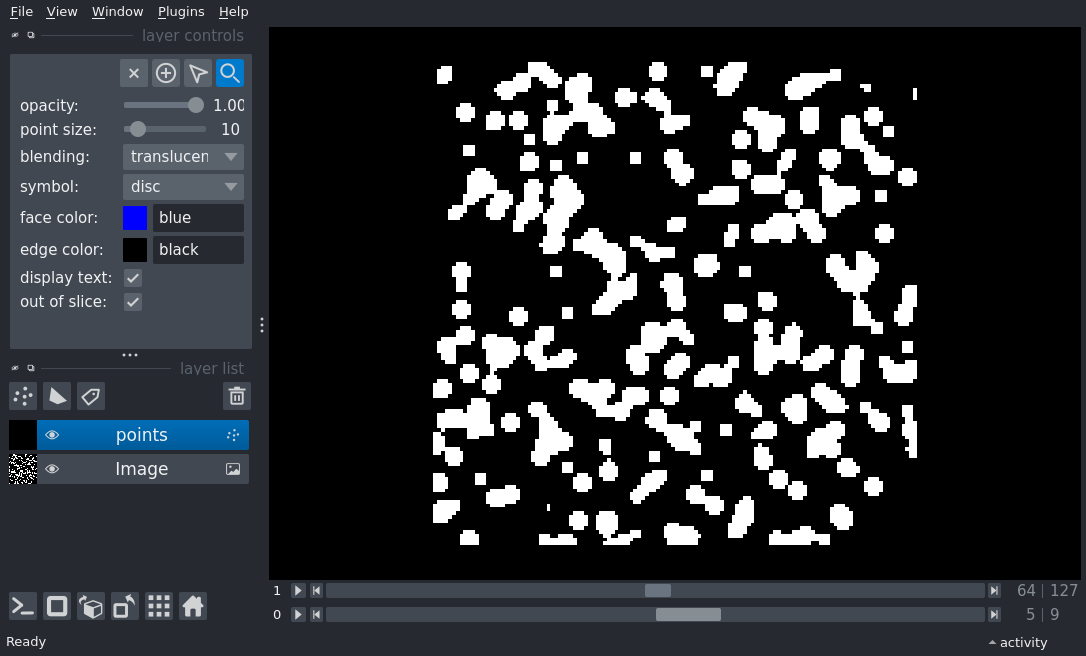 File View Window Plugins Help
layer controls
opacity: 1.00
point size: 10
blending: translucen
symbol: disc
face color: blue
edge color: black
display text:
out of slice:
layer list
points
Image
1 64 127
0 5 9
Ready activity